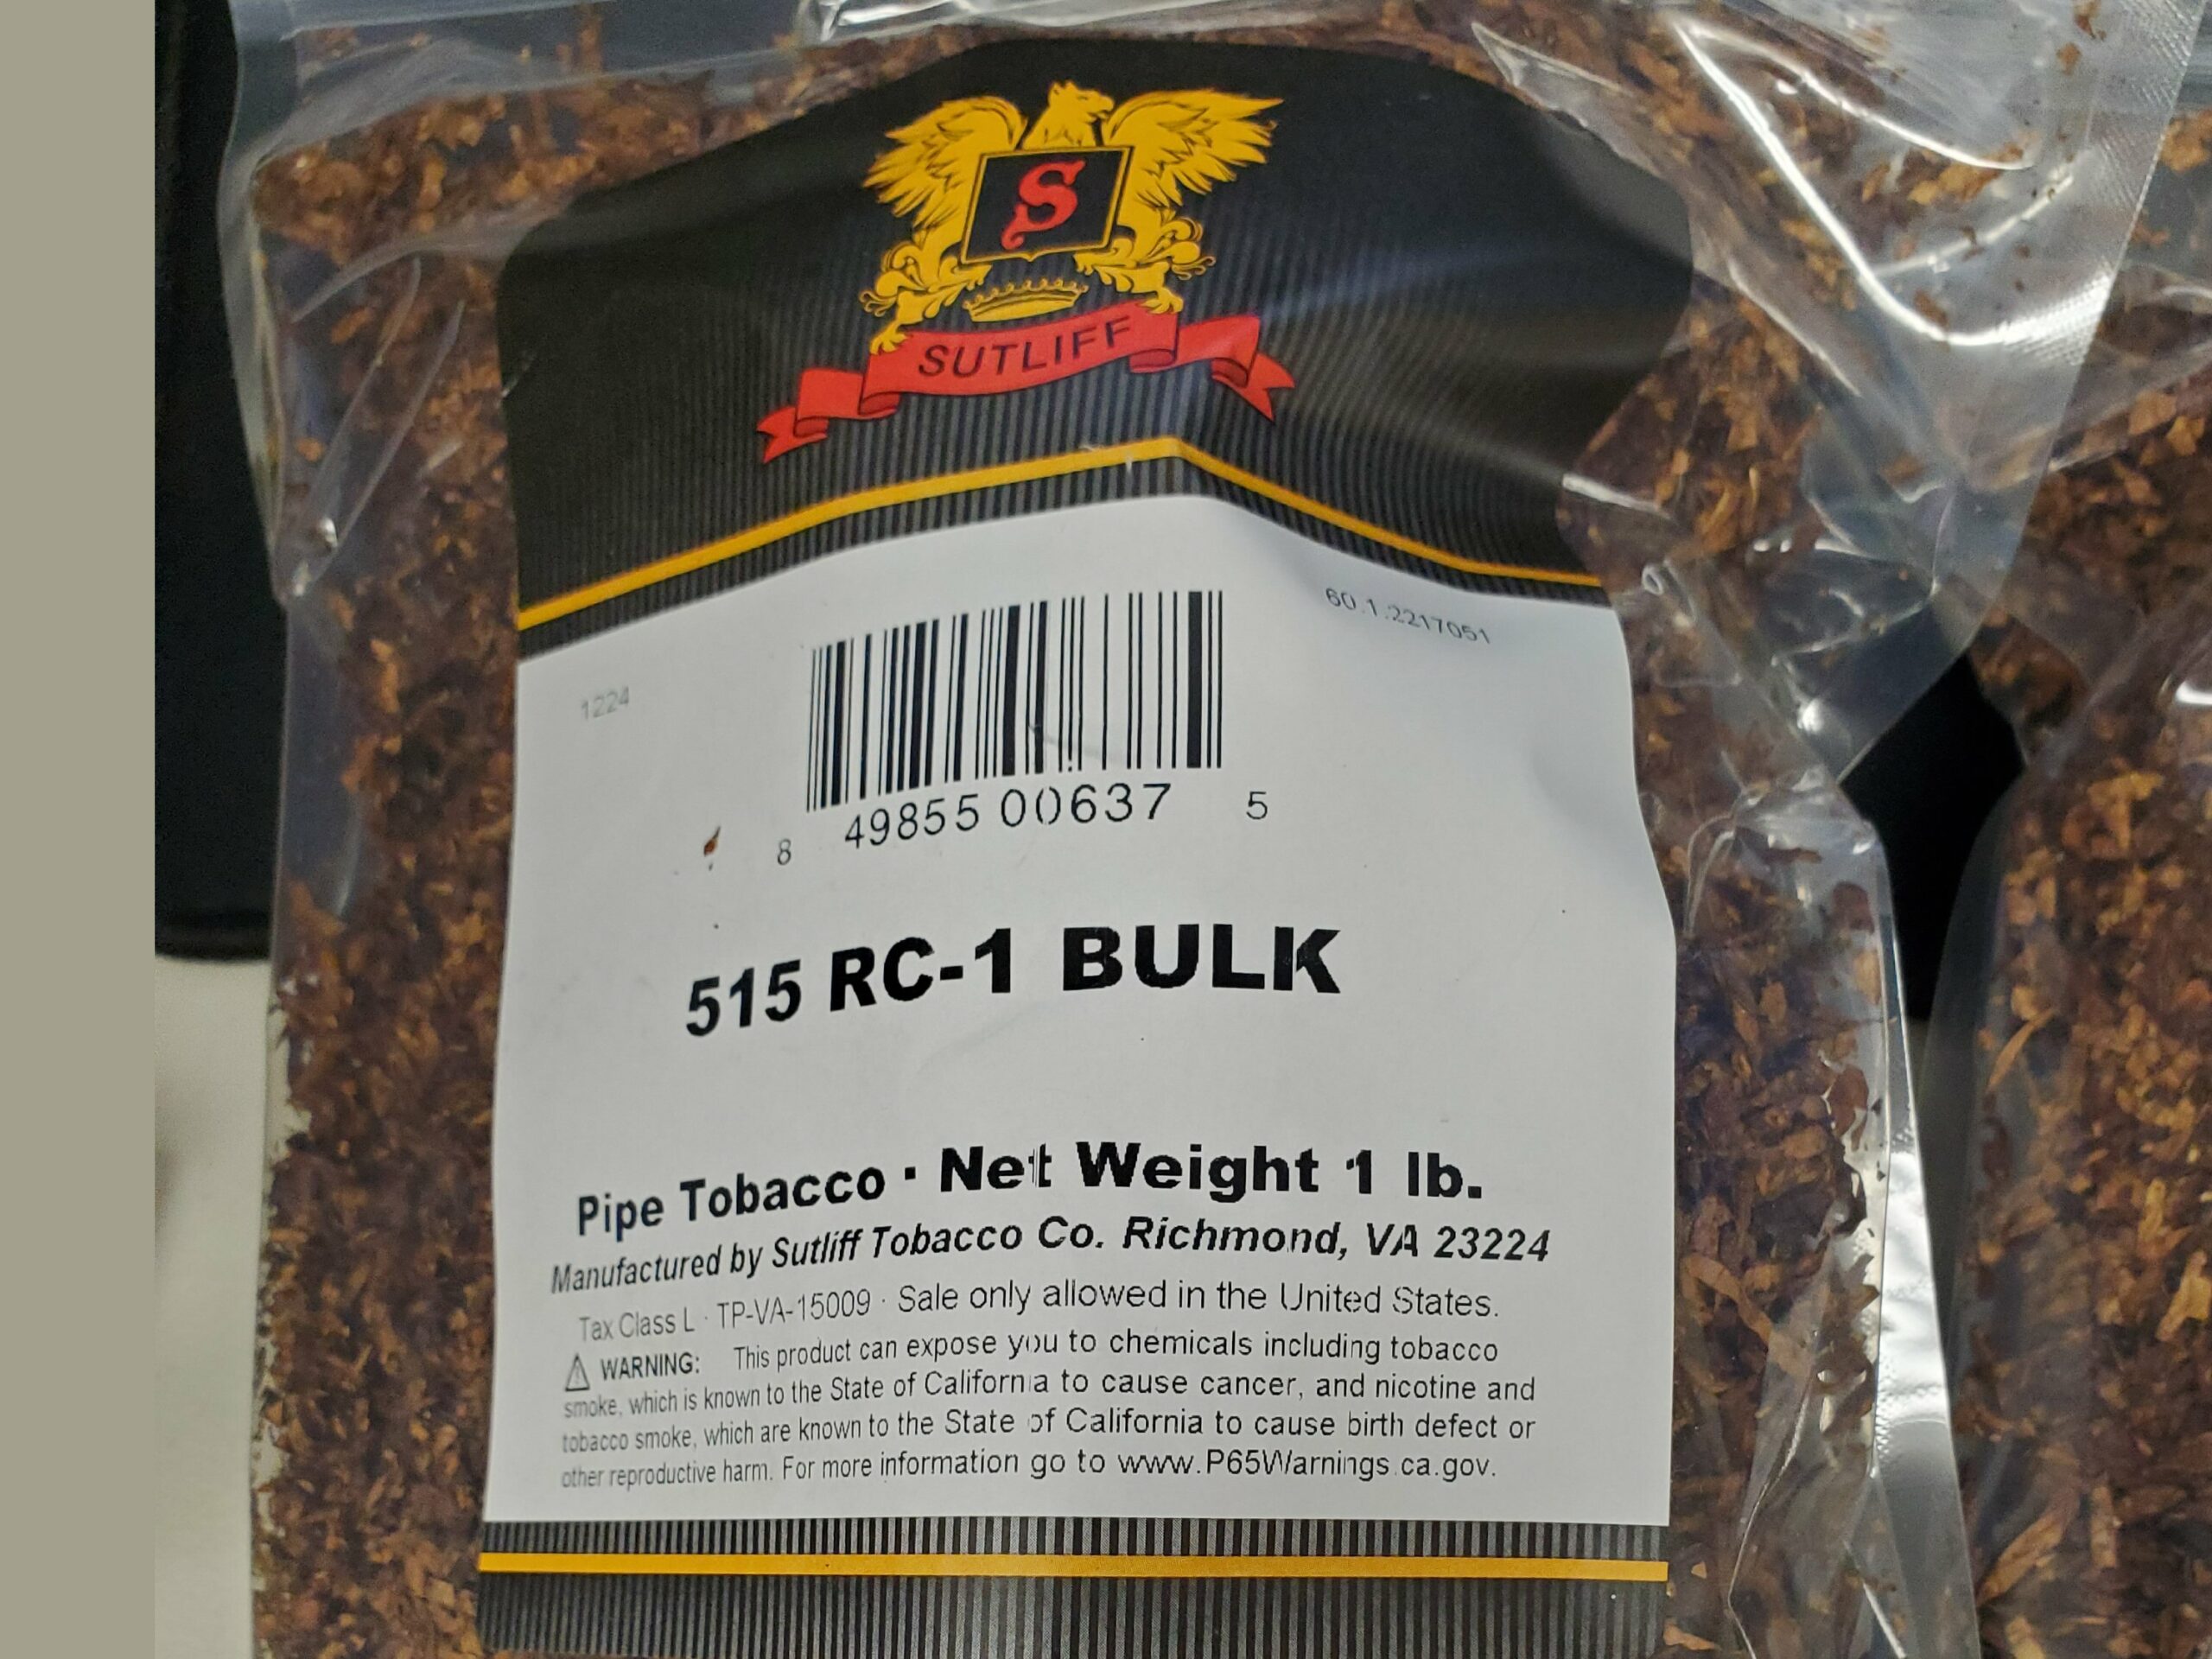 S
SUTLIFF
60.1.2217051
1224
8 49855 00637 5
515 RC-1 BULK
Pipe Tobacco · Net Weight 1 lb.
Manufactured by Sutliff Tobacco Co. Richmond, VA 23224
Tax Class L · TP-VA-15009 · Sale only allowed in the United States.
⚠ WARNING: This product can expose you to chemicals including tobacco
smoke, which is known to the State of California to cause cancer, and nicotine and
tobacco smoke, which are known to the State of California to cause birth defect or
other reproductive harm. For more information go to www.P65Warnings.ca.gov.